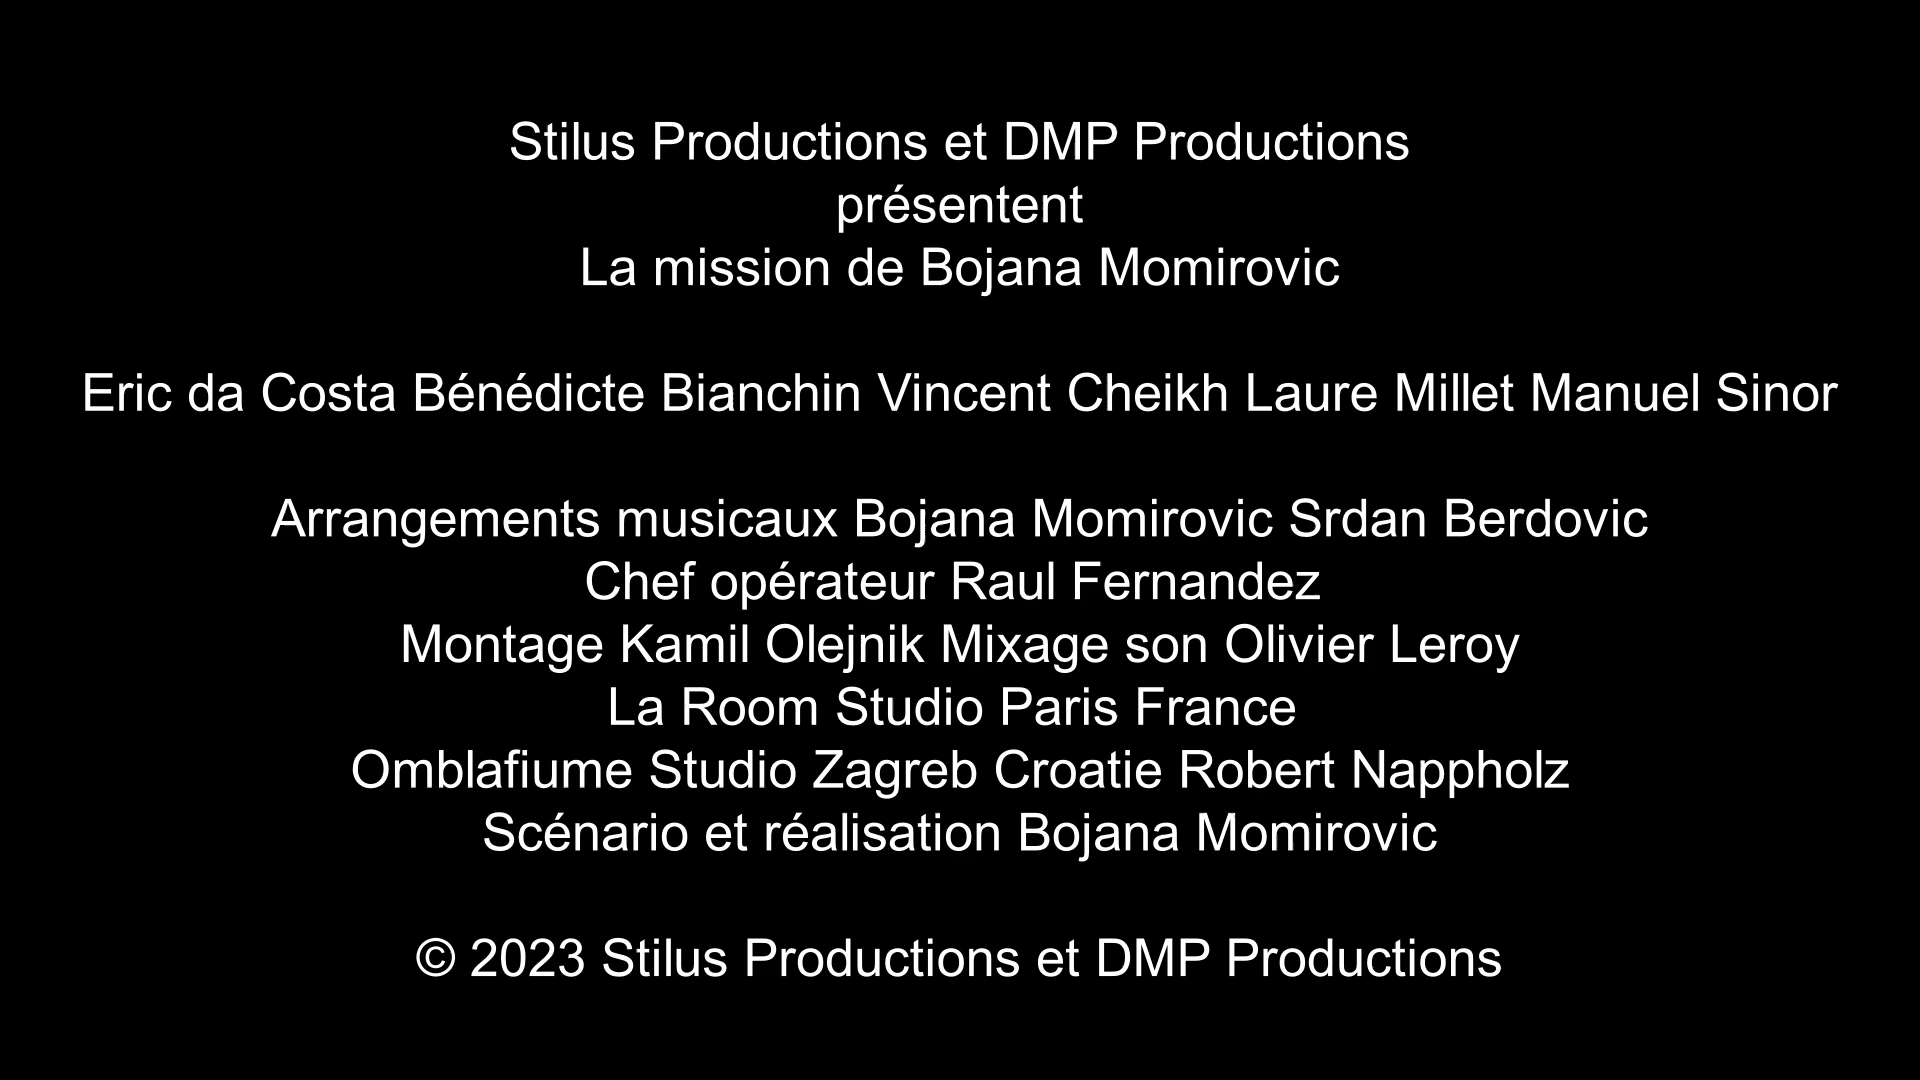 Stilus Productions et DMP Productions
présentent
La mission de Bojana Momirovic
Eric da Costa Bénédicte Bianchin Vincent Cheikh Laure Millet Manuel Sinor
Arrangements musicaux Bojana Momirovic Srdan Berdovic
Chef opérateur Raul Fernandez
Montage Kamil Olejnik Mixage son Olivier Leroy
La Room Studio Paris France
Omblafiume Studio Zagreb Croatie Robert Nappholz
Scénario et réalisation Bojana Momirovic
© 2023 Stilus Productions et DMP Productions